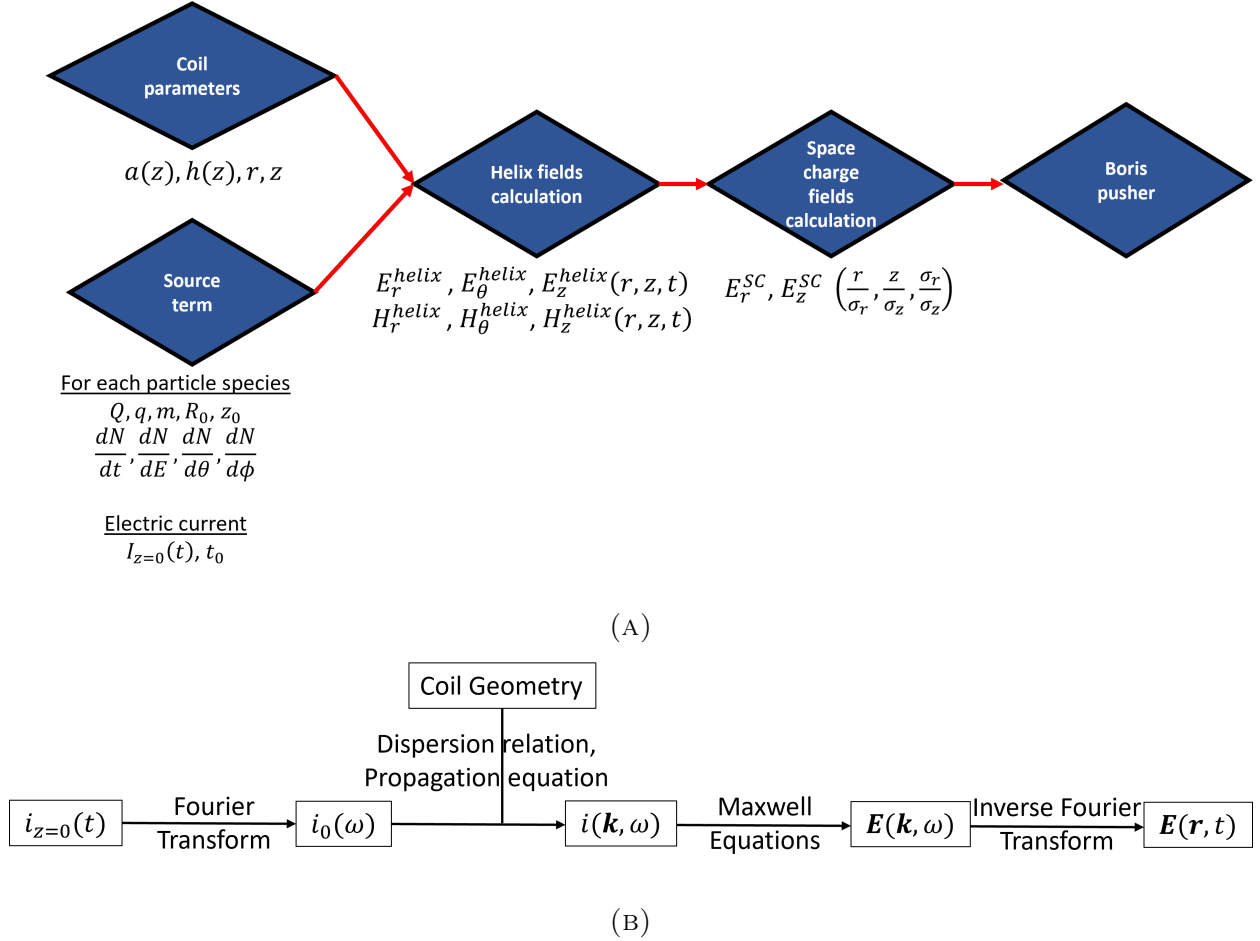 Coil
parameters
a(z), h(z), r, z
Source
term
For each particle species
Q, q, m, R₀, z₀
dN/dt, dN/dE, dN/dθ, dN/dϕ
Electric current
I_{z=0}(t), t₀
Helix fields
calculation
E_r^{helix}, E_θ^{helix}, E_z^{helix}(r, z, t)
H_r^{helix}, H_θ^{helix}, H_z^{helix}(r, z, t)
Space
charge
fields
calculation
E_r^{SC}, E_z^{SC} (r/σ_r, z/σ_z, σ_r/σ_z)
Boris
pusher
(A)
Coil Geometry
Dispersion relation,
Propagation equation
i_{z=0}(t)
Fourier
Transform
i₀(ω)
i(k, ω)
Maxwell
Equations
E(k, ω)
Inverse Fourier
Transform
E(r, t)
(B)